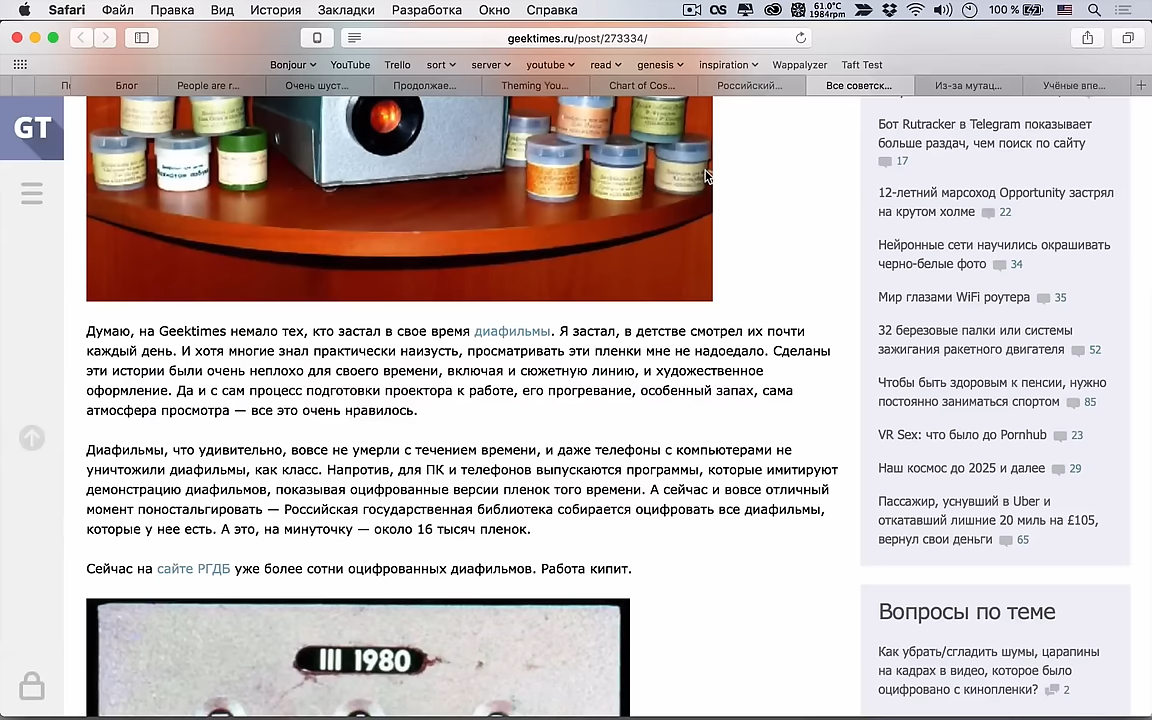 Safari Файл Правка Вид История Закладки Разработка Окно Справка
OS 61.0°C 1984rpm 100 %
geektimes.ru/post/273334/
Bonjour YouTube Trello sort server youtube read genesis inspiration Wappalyzer Taft Test
Блог People are r... Очень шуст... Продолжае... Theming You... Chart of Cos... Российский... Все советск... Из-за мутац... Учёные впе...
GT
Думаю, на Geektimes немало тех, кто застал в свое время диафильмы. Я застал, в детстве смотрел их почти
каждый день. И хотя многие знал практически наизусть, просматривать эти пленки мне не надоедало. Сделаны
эти истории были очень неплохо для своего времени, включая и сюжетную линию, и художественное
оформление. Да и с сам процесс подготовки проектора к работе, его прогревание, особенный запах, сама
атмосфера просмотра — все это очень нравилось.
Диафильмы, что удивительно, вовсе не умерли с течением времени, и даже телефоны с компьютерами не
уничтожили диафильмы, как класс. Напротив, для ПК и телефонов выпускаются программы, которые имитируют
демонстрацию диафильмов, показывая оцифрованные версии пленок того времени. А сейчас и вовсе отличный
момент поностальгировать — Российская государственная библиотека собирается оцифровать все диафильмы,
которые у нее есть. А это, на минуточку — около 16 тысяч пленок.
Сейчас на сайте РГДБ уже более сотни оцифрованных диафильмов. Работа кипит.
III 1980
Бот Rutracker в Telegram показывает
больше раздач, чем поиск по сайту
17
12-летний марсоход Opportunity застрял
на крутом холме 22
Нейронные сети научились окрашивать
черно-белые фото 34
Мир глазами WiFi роутера 35
32 березовые палки или системы
зажигания ракетного двигателя 52
Чтобы быть здоровым к пенсии, нужно
постоянно заниматься спортом 85
VR Sex: что было до Pornhub 23
Наш космос до 2025 и далее 29
Пассажир, уснувший в Uber и
откатавший лишние 20 миль на £105,
вернул свои деньги 65
Вопросы по теме
Как убрать/сгладить шумы, царапины
на кадрах в видео, которое было
оцифровано с кинопленки? 2